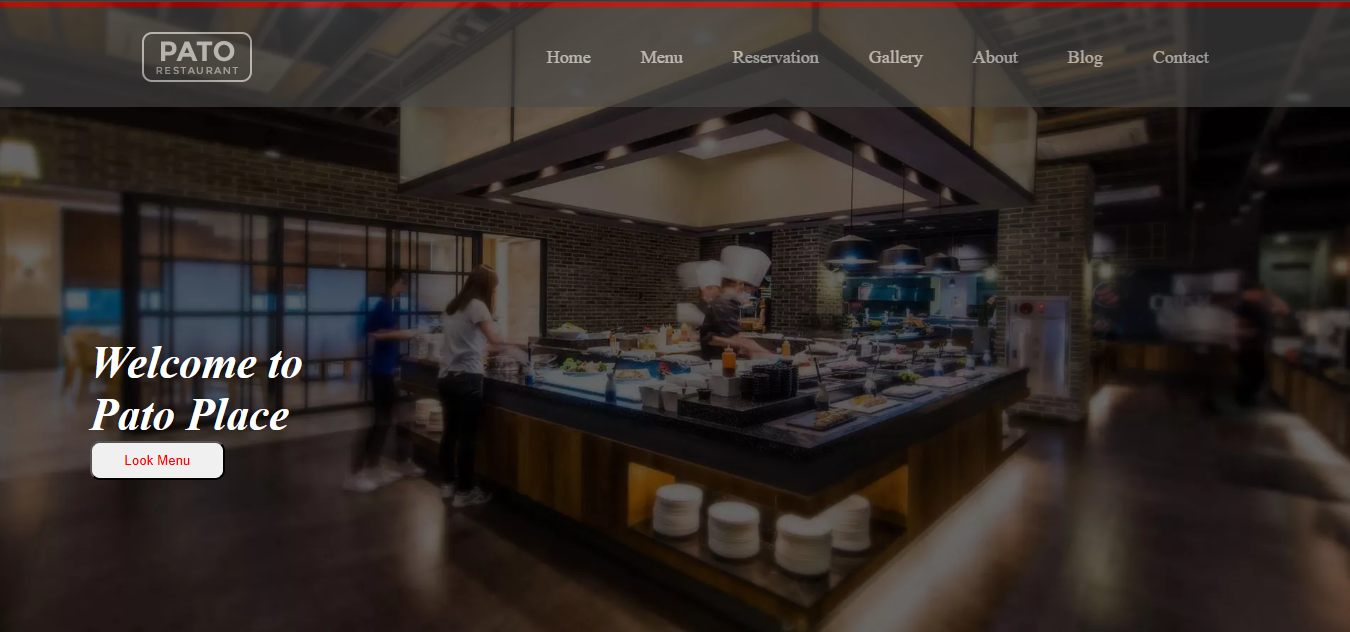 PATO
RESTAURANT
Home Menu Reservation Gallery About Blog Contact
Welcome to
Pato Place
Look Menu